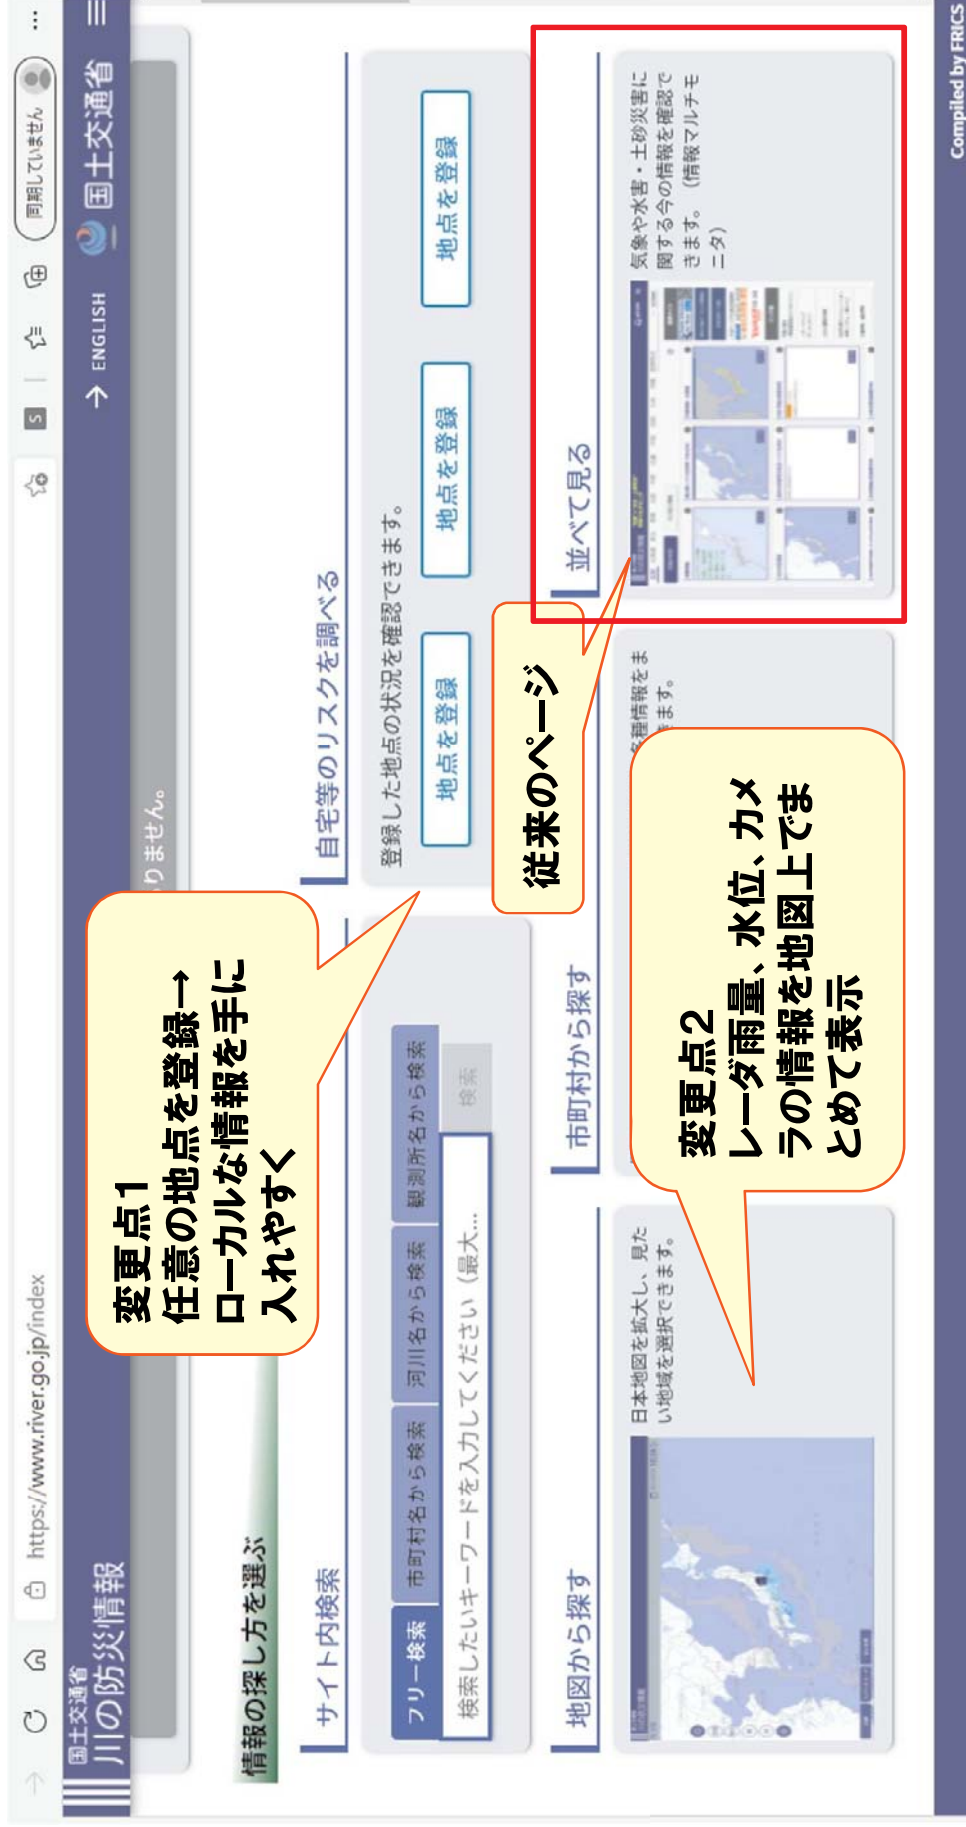 https://www.river.go.jp/index
同期していません
国土交通省
川の防災情報
→ ENGLISH
国土交通省
りません。
変更点1
任意の地点を登録→
ローカルな情報を手に
入れやすく
情報の探し方を選ぶ
サイト内検索
フリー検索
市町村名から検索
河川名から検索
観測所名から検索
検索したいキーワードを入力してください（最大...
検索
自宅等のリスクを調べる
登録した地点の状況を確認できます。
地点を登録
地点を登録
地点を登録
従来のページ
地図から探す
日本地図を拡大し、見た
い地域を選択できます。
市町村から探す
各種情報をま
きます。
変更点2
レーダ雨量、水位、カメ
ラの情報を地図上でま
とめて表示
並べて見る
気象や水害・土砂災害に
関する今の情報を確認で
きます。（情報マルチモ
ニタ）
Compiled by FRICS